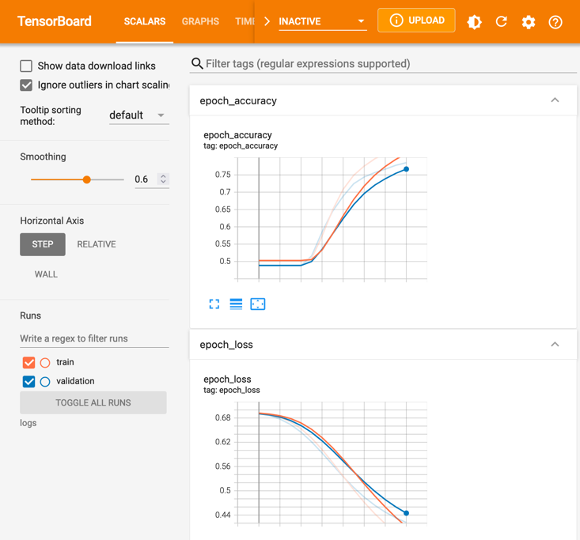 TensorBoard
SCALARS
GRAPHS
INACTIVE
UPLOAD
Show data download links
Ignore outliers in chart scaling
Tooltip sorting
method:
default
Smoothing
0.6
Horizontal Axis
STEP
RELATIVE
WALL
Runs
Write a regex to filter runs
train
validation
TOGGLE ALL RUNS
logs
Filter tags (regular expressions supported)
epoch_accuracy
epoch_accuracy
tag: epoch_accuracy
0.75
0.7
0.65
0.6
0.55
0.5
epoch_loss
epoch_loss
tag: epoch_loss
0.68
0.62
0.56
0.5
0.44